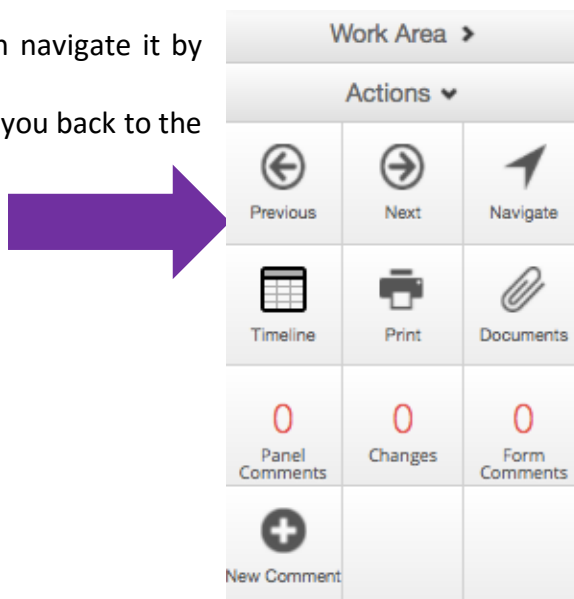 navigate it by
you back to the
Work Area
Actions
Previous Next Navigate
Timeline Print Documents
0 0 0
Panel Comments Changes Form Comments
New Comment